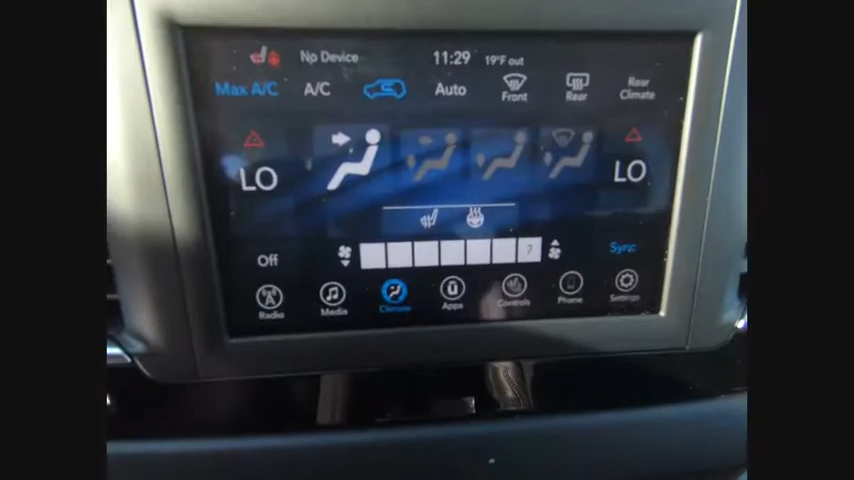 No Device 11:29 19°F out
Max A/C A/C Auto Front Rear Rear Climate
LO LO
Off 7 Sync
Radio Media Climate Apps Controls Phone Settings